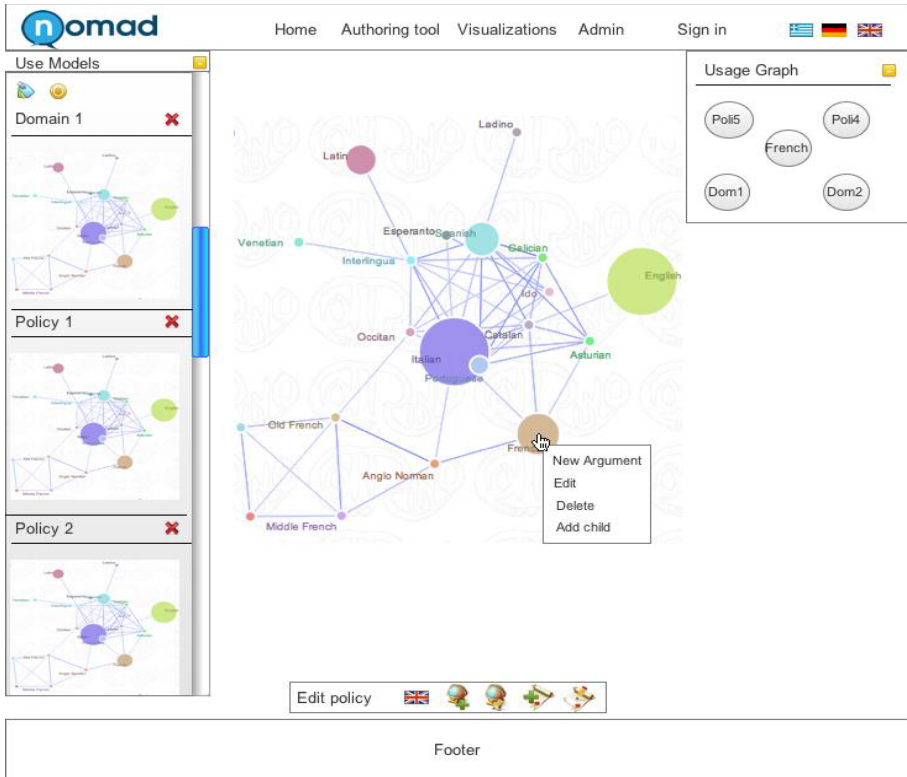 nomad
Home Authoring tool Visualizations Admin Sign in
Use Models
Domain 1
Policy 1
Policy 2
Ladino
Latin
Esperanto
Spanish
Venetian
Galician
Interlingua
English
Ido
Occitan
Catalan
Italian
Asturian
Portuguese
Old French
French
Anglo Norman
Middle French
New Argument
Edit
Delete
Add child
Usage Graph
Poli5
Poli4
French
Dom1
Dom2
Edit policy
Footer